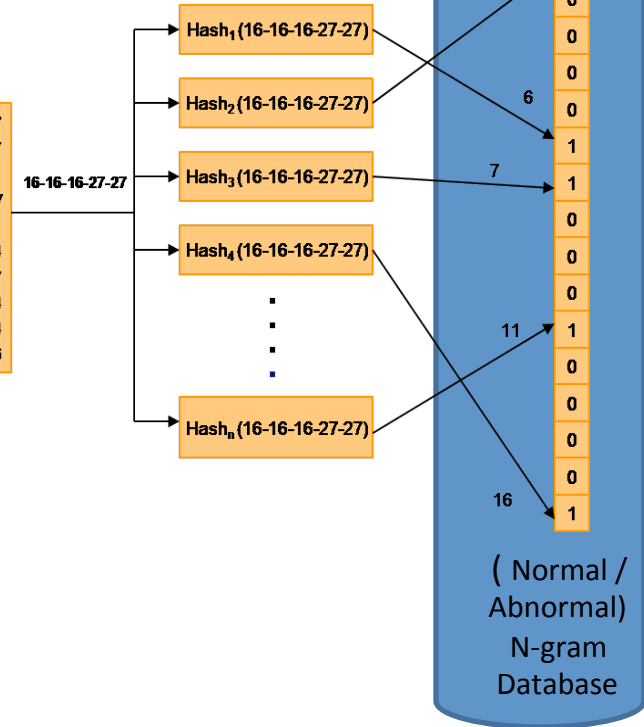 Hash1(16-16-16-27-27)
Hash2(16-16-16-27-27)
Hash3(16-16-16-27-27)
Hash4(16-16-16-27-27)
Hashn(16-16-16-27-27)
16-16-16-27-27
6
7
11
16
0
0
0
1
1
0
0
0
1
0
0
0
0
1
( Normal /
Abnormal)
N-gram
Database